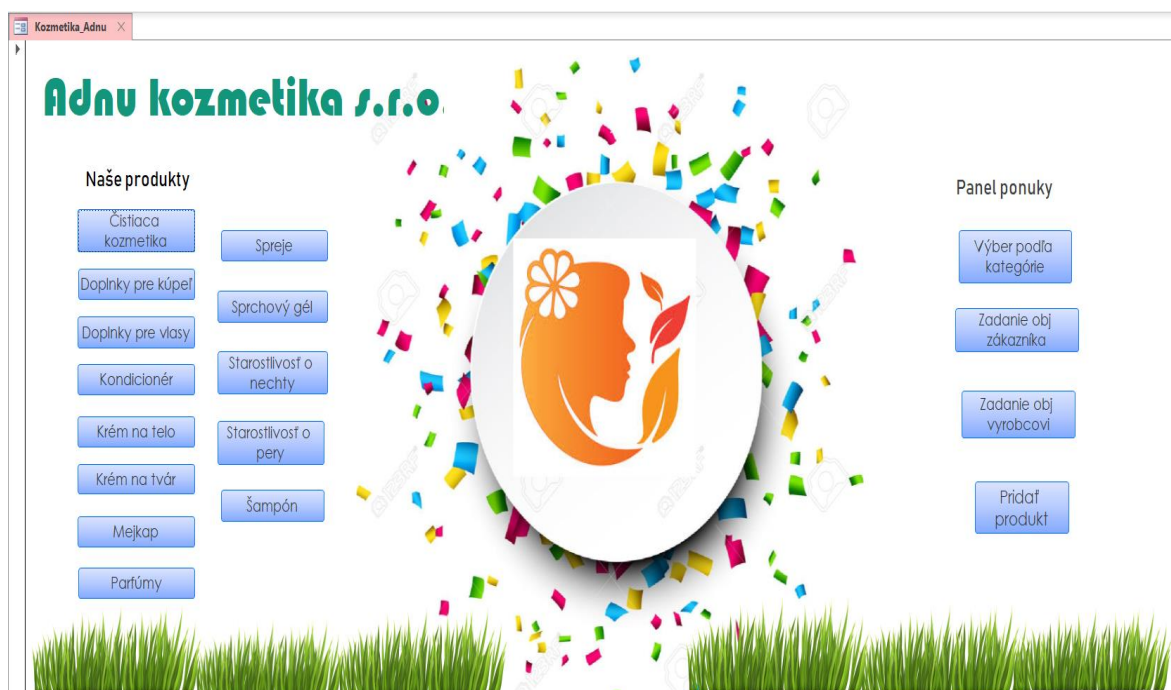 Kozmetika_Adnu
Adnu kozmetika s.r.o.
Naše produkty
Čistiaca
kozmetika
Doplnky pre kúpeľ
Doplnky pre vlasy
Kondicionér
Krém na telo
Krém na tvár
Mejkap
Parfúmy
Spreje
Sprchový gél
Starostlivosť o
nechty
Starostlivosť o
pery
Šampón
Panel ponuky
Výber podľa
kategórie
Zadanie obj
zákazníka
Zadanie obj
vyrobcovi
Pridať
produkt